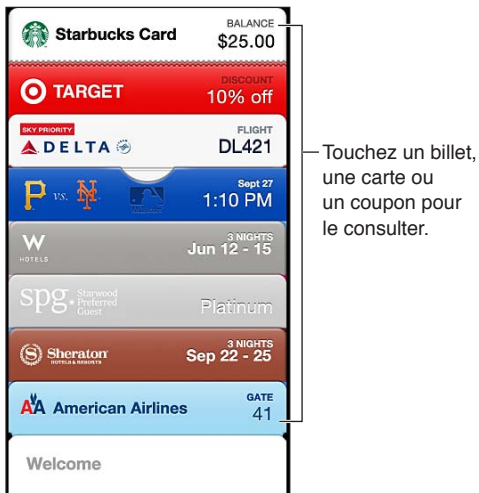 Starbucks Card
BALANCE
$25.00
TARGET
DISCOUNT
10% off
SKY PRIORITY
DELTA
FLIGHT
DL421
P vs. NY
Sept 27
1:10 PM
W
HOTELS
3 NIGHTS
Jun 12 - 15
spg. Starwood
Preferred
Guest
Platinum
S Sheraton
HOTELS & RESORTS
3 NIGHTS
Sep 22 - 25
AA American Airlines
GATE
41
Welcome
Touchez un billet,
une carte ou
un coupon pour
le consulter.